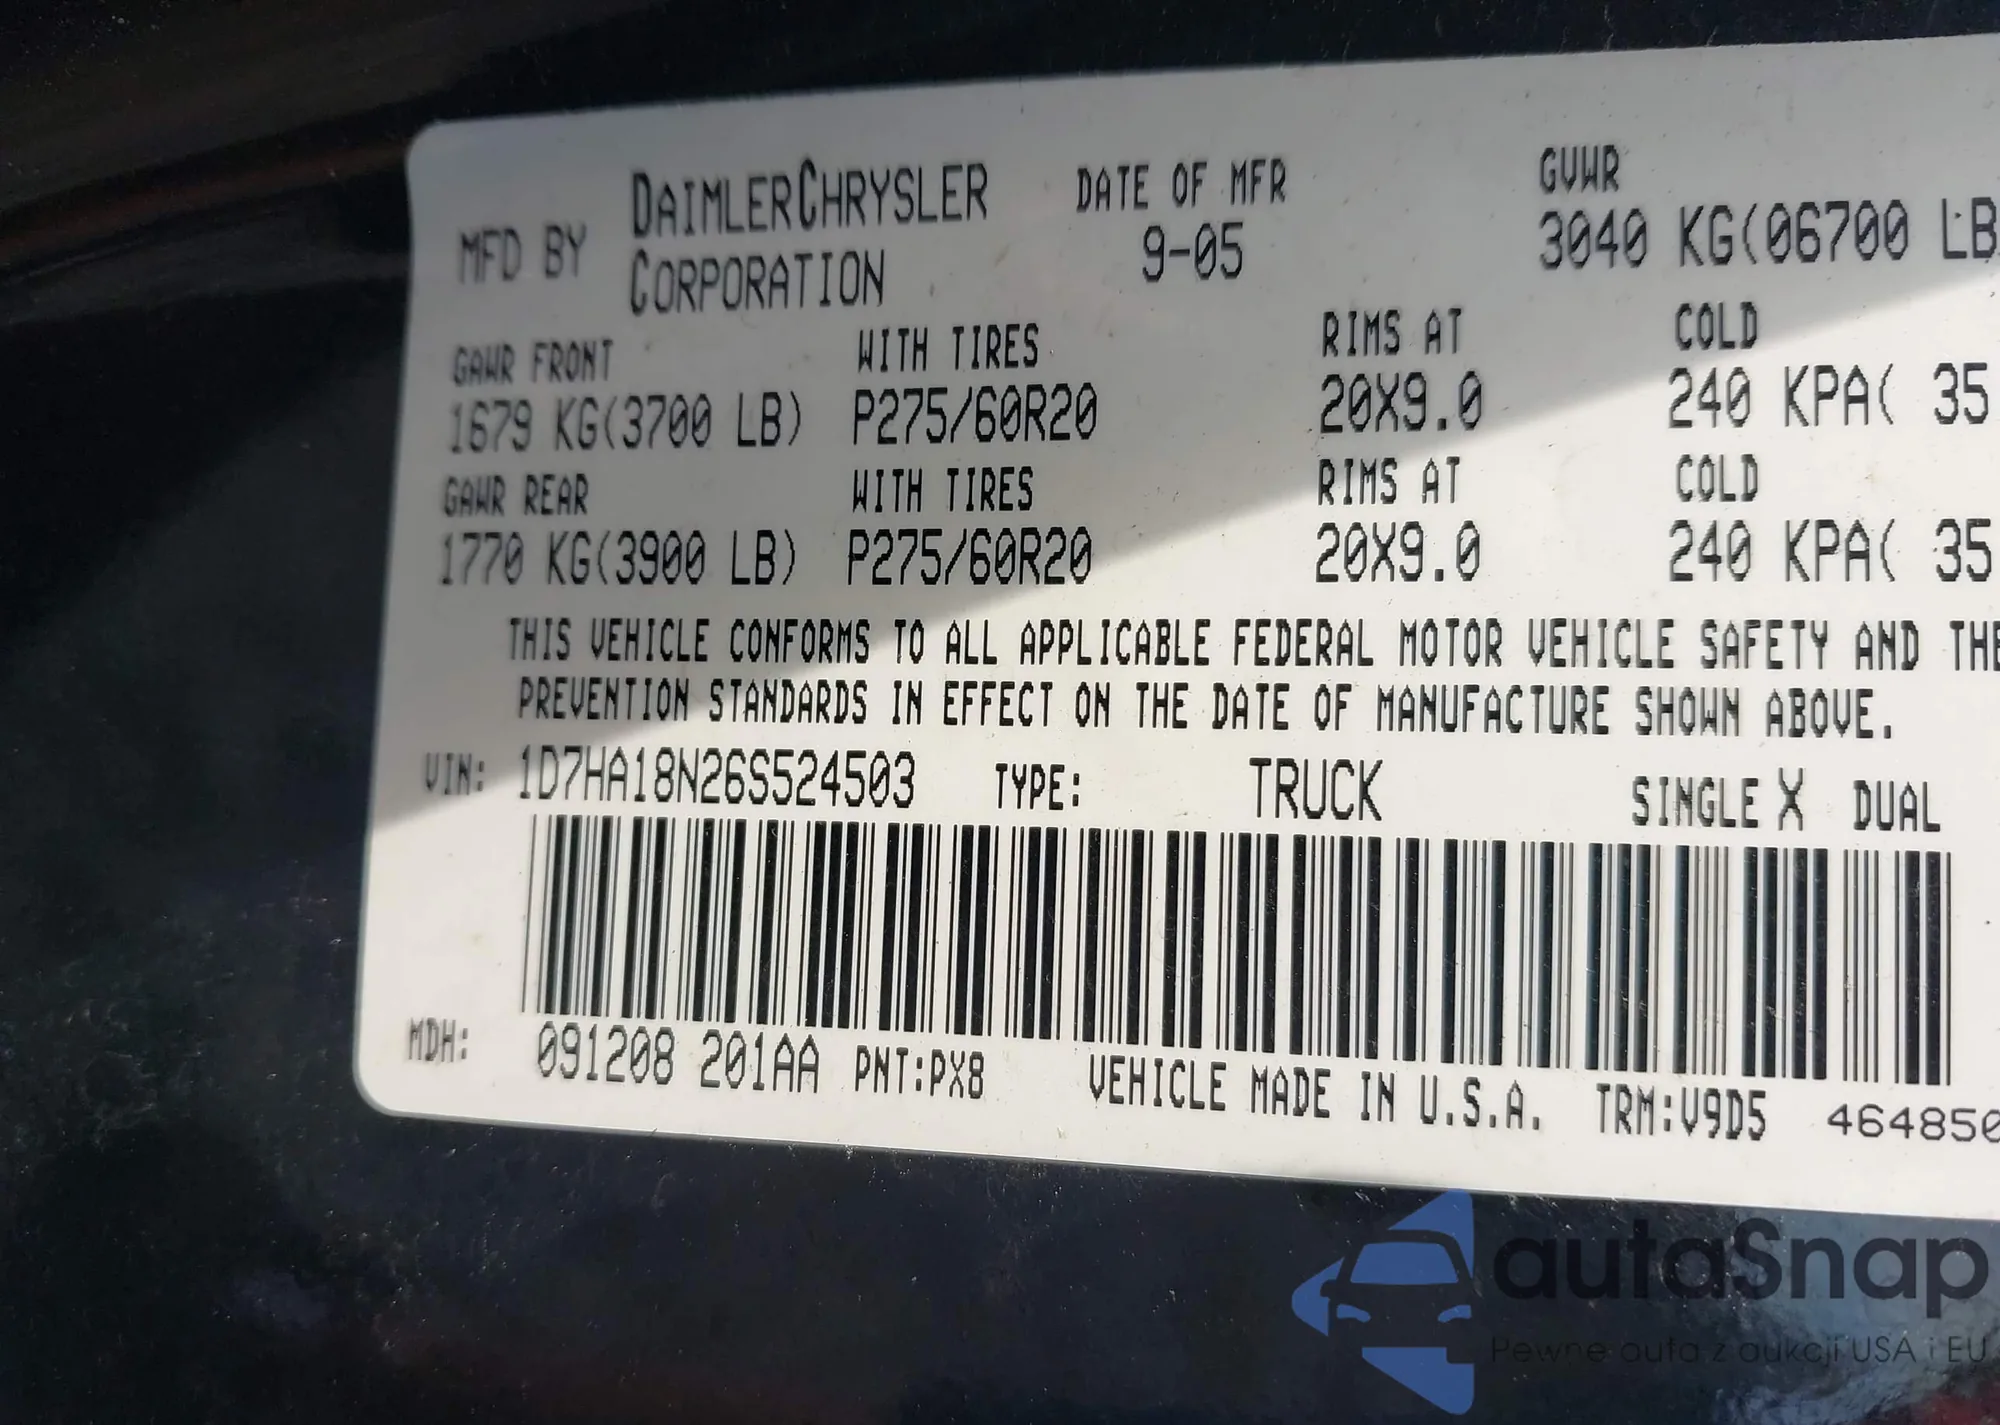 MFD BY DAIMLERCHRYSLER CORPORATION DATE OF MFR 9-05 GVWR 3040 KG(06700 LB
GAWR FRONT WITH TIRES RIMS AT COLD
1679 KG(3700 LB) P275/60R20 20X9.0 240 KPA( 35
GAWR REAR WITH TIRES RIMS AT COLD
1770 KG(3900 LB) P275/60R20 20X9.0 240 KPA( 35
THIS VEHICLE CONFORMS TO ALL APPLICABLE FEDERAL MOTOR VEHICLE SAFETY AND THE
PREVENTION STANDARDS IN EFFECT ON THE DATE OF MANUFACTURE SHOWN ABOVE.
VIN: 1D7HA18N26S524503 TYPE: TRUCK SINGLE X DUAL
MDH: 091208 201AA PNT:PX8 VEHICLE MADE IN U.S.A. TRM:V9D5 464850
autaSnap
Pewne auta z aukcji USA i EU